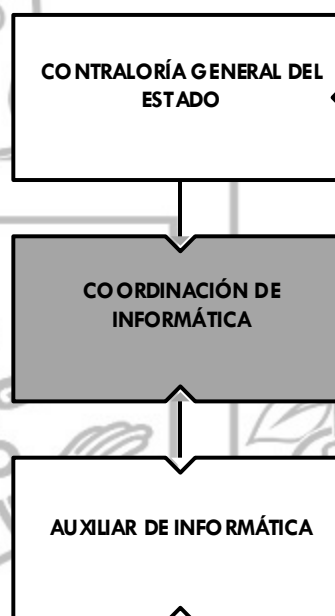 CONTRALORÍA GENERAL DEL
ESTADO
COORDINACIÓN DE
INFORMÁTICA
AUXILIAR DE INFORMÁTICA